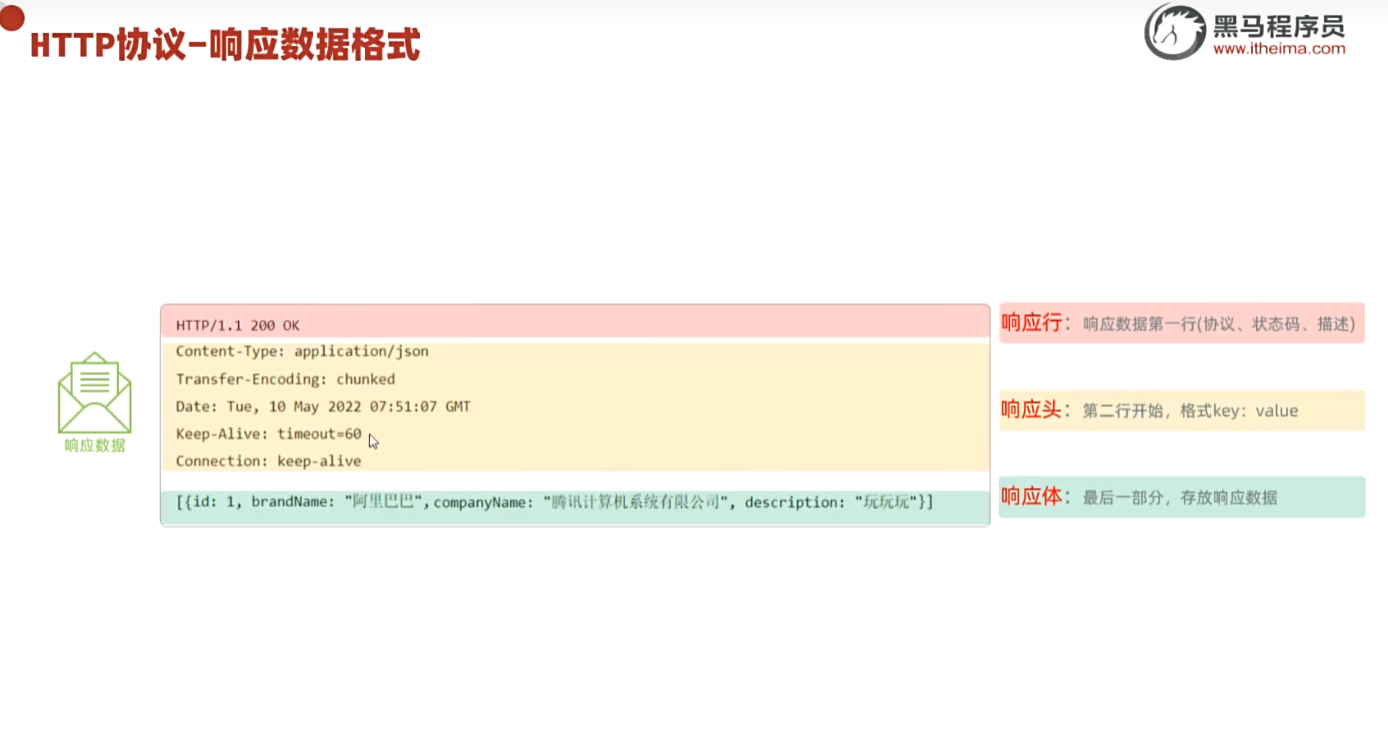 HTTP协议-响应数据格式
黑马程序员
www.itheima.com
响应数据
HTTP/1.1 200 OK
Content-Type: application/json
Transfer-Encoding: chunked
Date: Tue, 10 May 2022 07:51:07 GMT
Keep-Alive: timeout=60
Connection: keep-alive
[{id: 1, brandName: "阿里巴巴",companyName: "腾讯计算机系统有限公司", description: "玩玩玩"}]
响应行：响应数据第一行(协议、状态码、描述)
响应头：第二行开始，格式key：value
响应体：最后一部分，存放响应数据